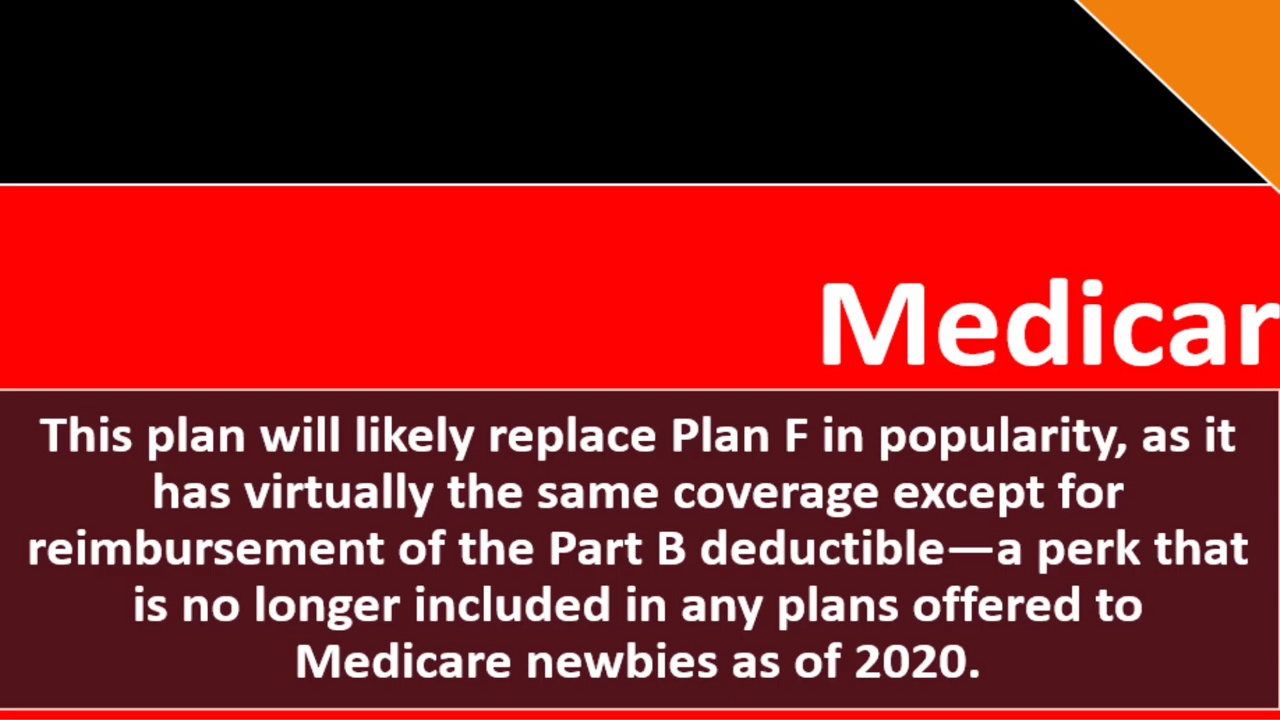 Medicar
This plan will likely replace Plan F in popularity, as it
has virtually the same coverage except for
reimbursement of the Part B deductible—a perk that
is no longer included in any plans offered to
Medicare newbies as of 2020.